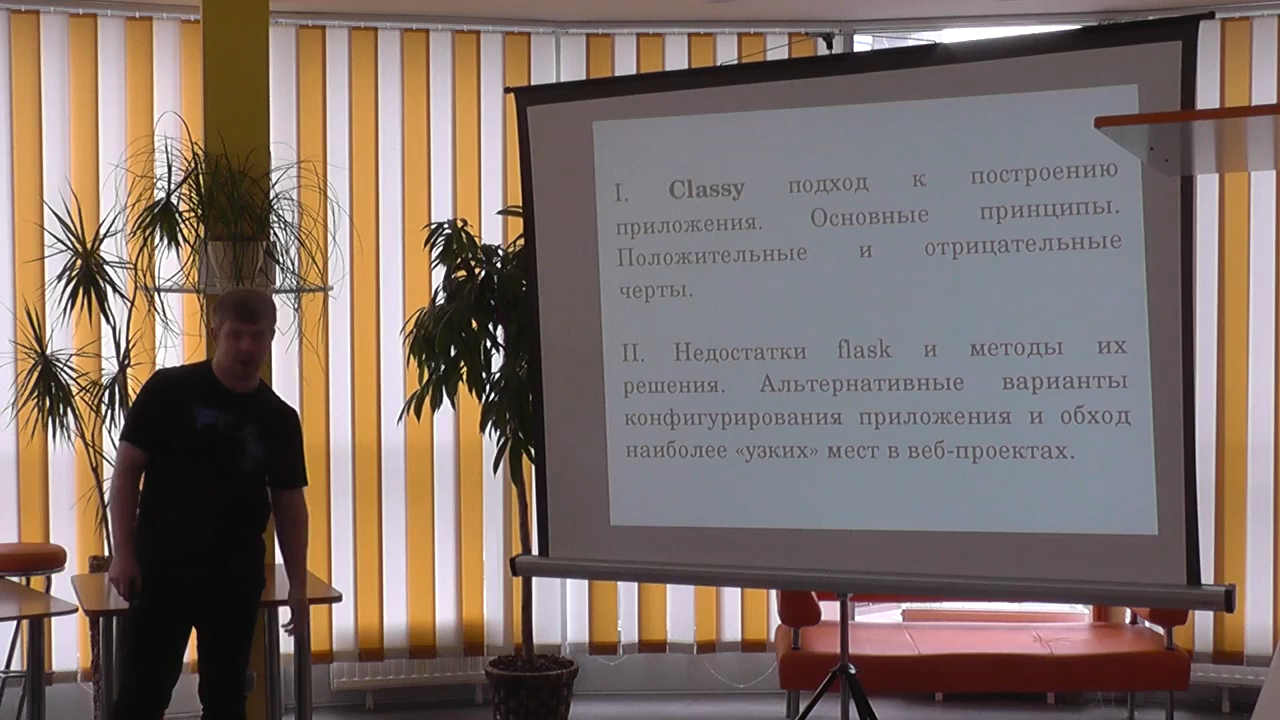 I. Classy подход к построению
приложения. Основные принципы.
Положительные и отрицательные
черты.
II. Недостатки flask и методы их
решения. Альтернативные варианты
конфигурирования приложения и обход
наиболее «узких» мест в веб-проектах.